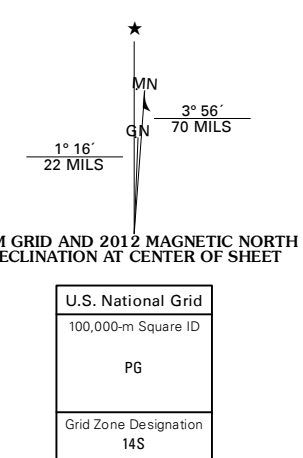 ★
MN
GN
3° 56´
70 MILS
1° 16´
22 MILS
M GRID AND 2012 MAGNETIC NORTH
ECLINATION AT CENTER OF SHEET
U.S. National Grid
100,000-m Square ID
PG
Grid Zone Designation
14S